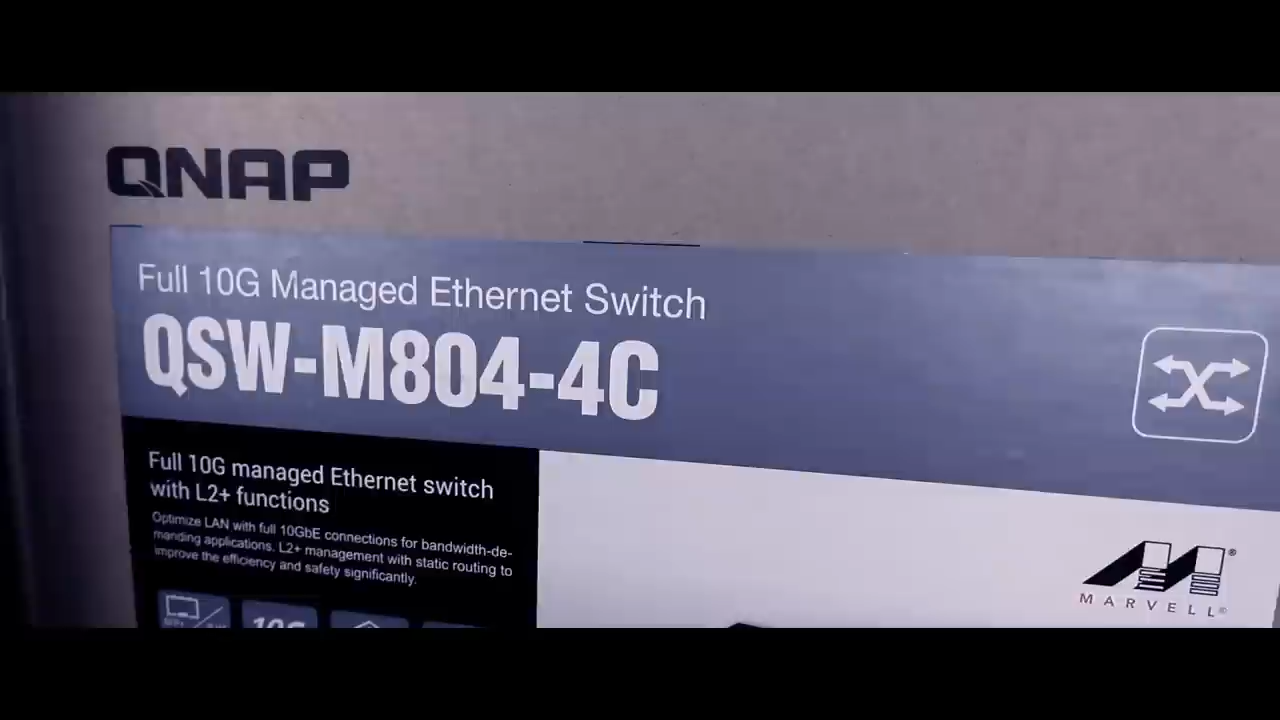 QNAP
Full 10G Managed Ethernet Switch
QSW-M804-4C
Full 10G managed Ethernet switch
with L2+ functions
Optimize LAN with full 10GbE connections for bandwidth-de-
manding applications. L2+ management with static routing to
improve the efficiency and safety significantly.
10G
MARVELL®